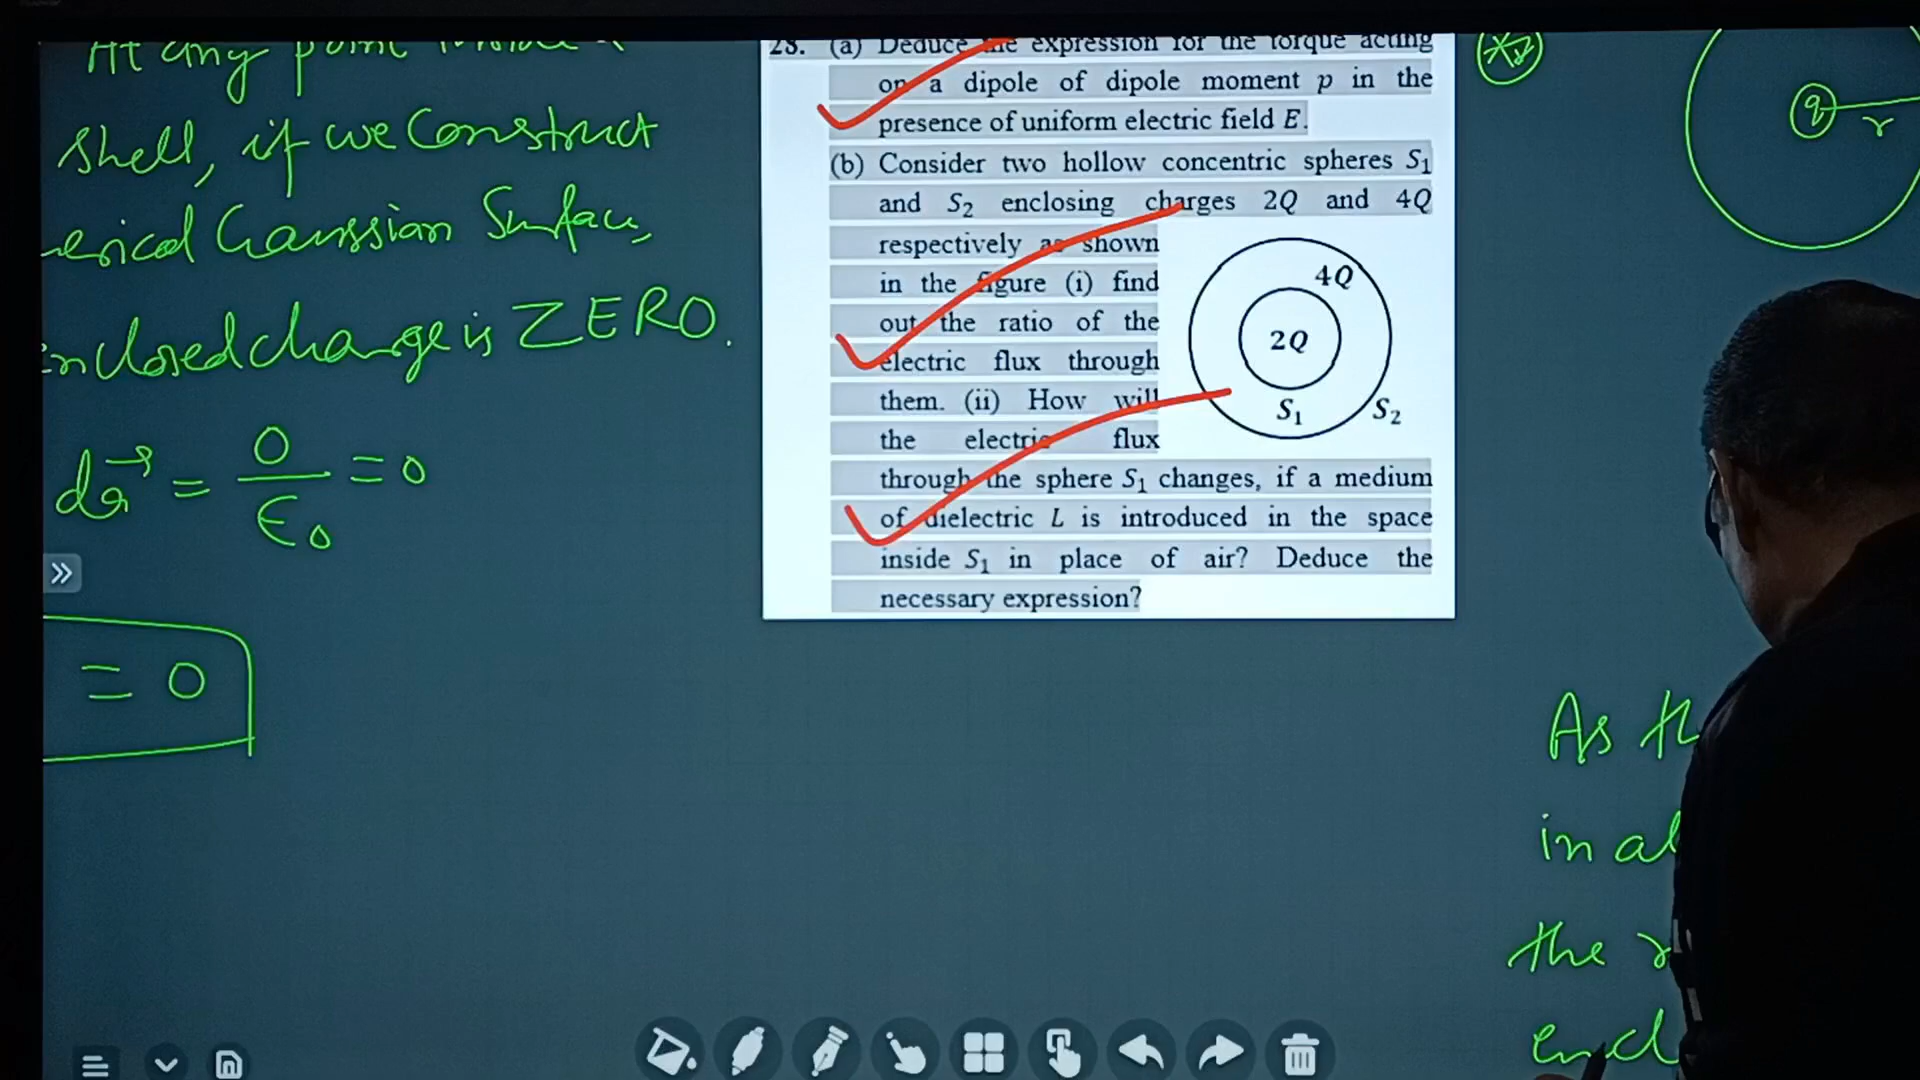 At any point
shell, if we Construct
Gaussian Surface,
Enclosed charge is ZERO.
= 0/ϵ₀ = 0
= 0
28. (a) Deduce the expression for the torque acting
on a dipole of dipole moment p in the
presence of uniform electric field E.
(b) Consider two hollow concentric spheres S₁
and S₂ enclosing charges 2Q and 4Q
respectively as shown
in the figure (i) find
out the ratio of the
electric flux through
them. (ii) How will
the electric flux
through the sphere S₁ changes, if a medium
of dielectric L is introduced in the space
inside S₁ in place of air? Deduce the
necessary expression?
4Q
2Q
S₁
S₂
q
r
As th
in al
the
encl